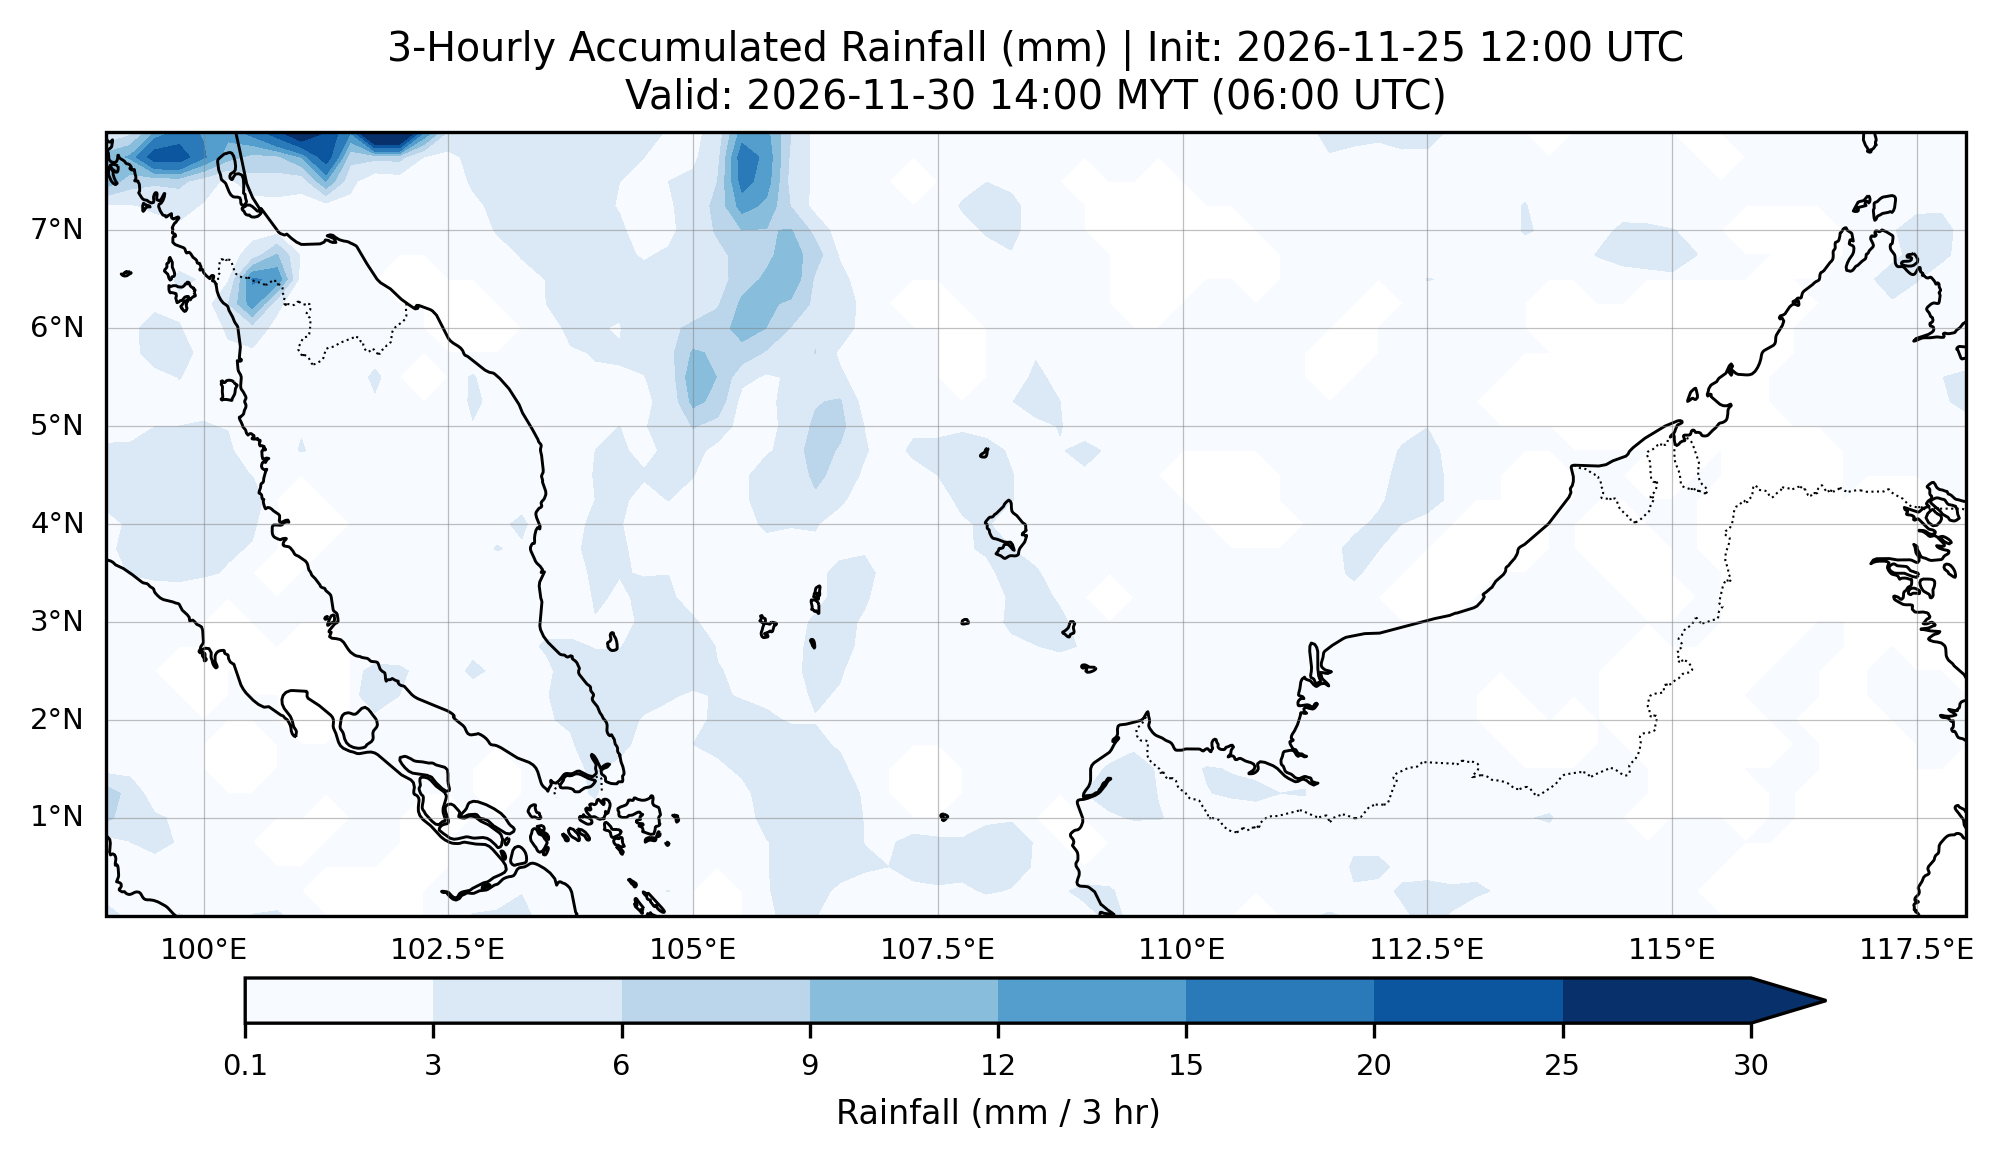 3-Hourly Accumulated Rainfall (mm) | Init: 2026-11-25 12:00 UTC
Valid: 2026-11-30 14:00 MYT (06:00 UTC)
7°N
6°N
5°N
4°N
3°N
2°N
1°N
100°E 102.5°E 105°E 107.5°E 110°E 112.5°E 115°E 117.5°E
0.1 3 6 9 12 15 20 25 30
Rainfall (mm / 3 hr)